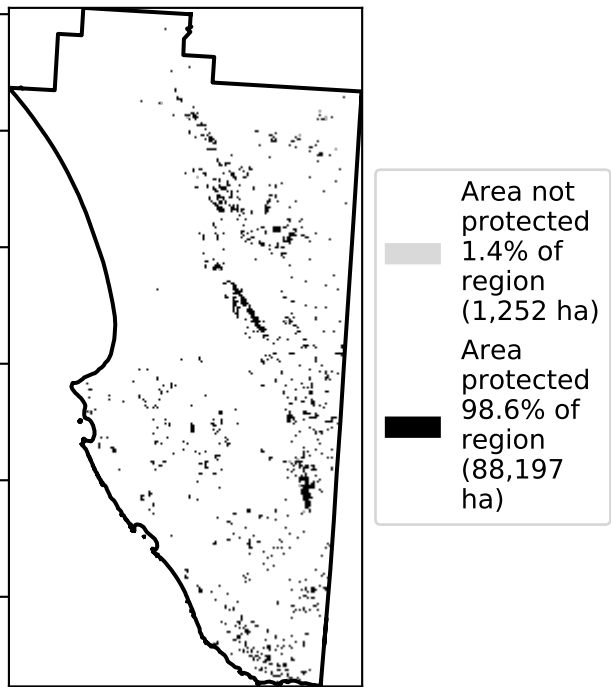 Area not
protected
1.4% of
region
(1,252 ha)
Area
protected
98.6% of
region
(88,197
ha)